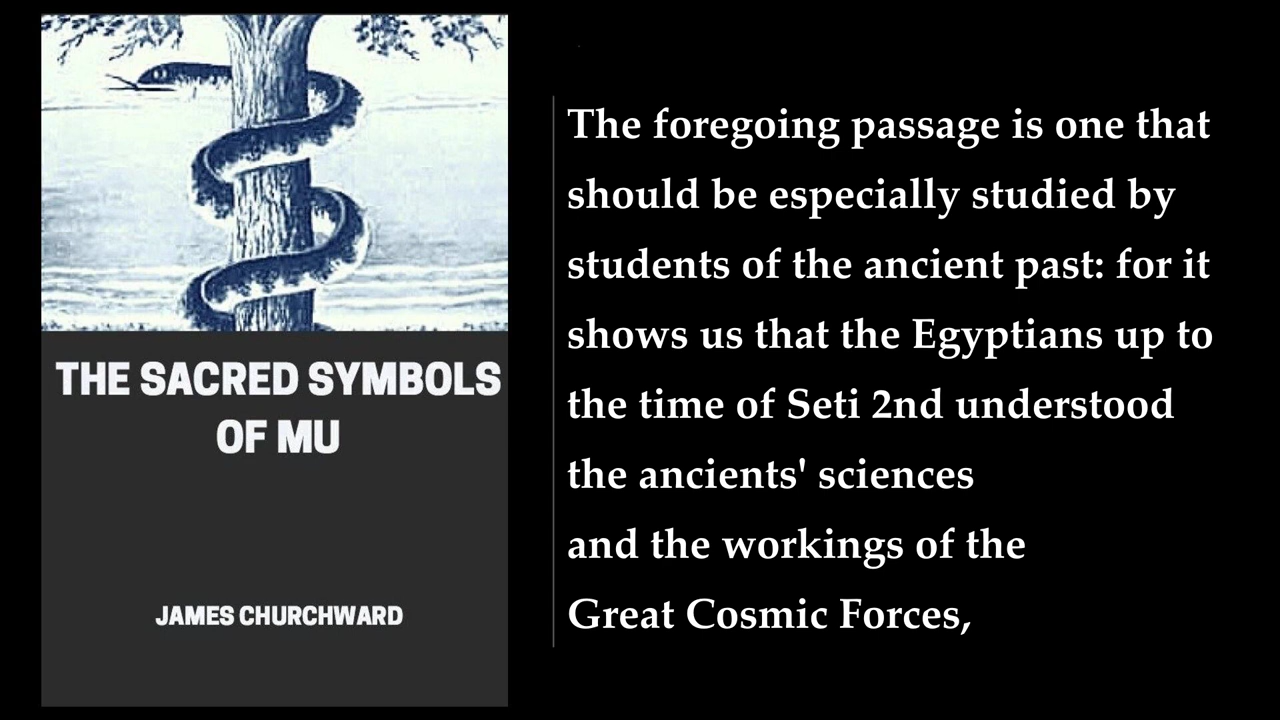 THE SACRED SYMBOLS
OF MU
JAMES CHURCHWARD
The foregoing passage is one that
should be especially studied by
students of the ancient past: for it
shows us that the Egyptians up to
the time of Seti 2nd understood
the ancients' sciences
and the workings of the
Great Cosmic Forces,